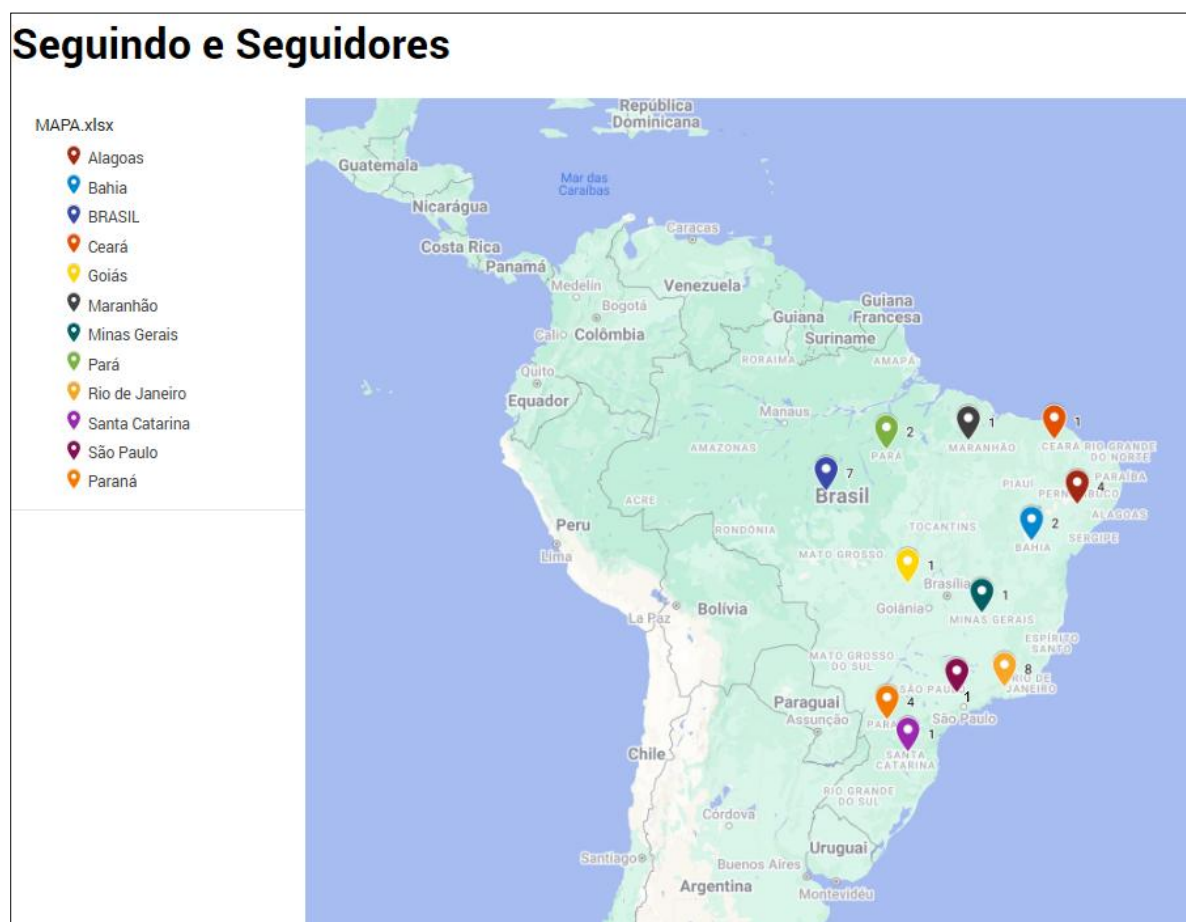 Seguindo e Seguidores
MAPA.xlsx
Alagoas
Bahia
BRASIL
Ceará
Goiás
Maranhão
Minas Gerais
Pará
Rio de Janeiro
Santa Catarina
São Paulo
Paraná
República
Dominicana
Guatemala
Mar das
Caraíbas
Nicarágua
Caracas
Costa Rica
Panamá
Medellín
Venezuela
Bogotá
Guiana
Guiana
Francesa
Cali
Colômbia
Suriname
RORAIMA
AMAPÁ
Quito
Equador
Manaus
2
1
1
AMAZONAS
PARÁ
MARANHÃO
CEARÁ
RIO GRANDE
DO NORTE
7
Brasil
PIAUÍ
PARAÍBA
4
ACRE
ALAGOAS
Peru
RONDÔNIA
TOCANTINS
2
SERGIPE
BAHIA
Lima
MATO GROSSO
1
Brasília
1
La Paz
Bolívia
Goiânia
MINAS GERAIS
ESPÍRITO
SANTO
MATO GROSSO
DO SUL
8
RIO DE
JANEIRO
1
Paraguai
4
São Paulo
Assunção
1
Chile
SANTA
CATARINA
RIO GRANDE
DO SUL
Córdova
Uruguai
Santiago
Buenos Aires
Argentina
Montevidéu